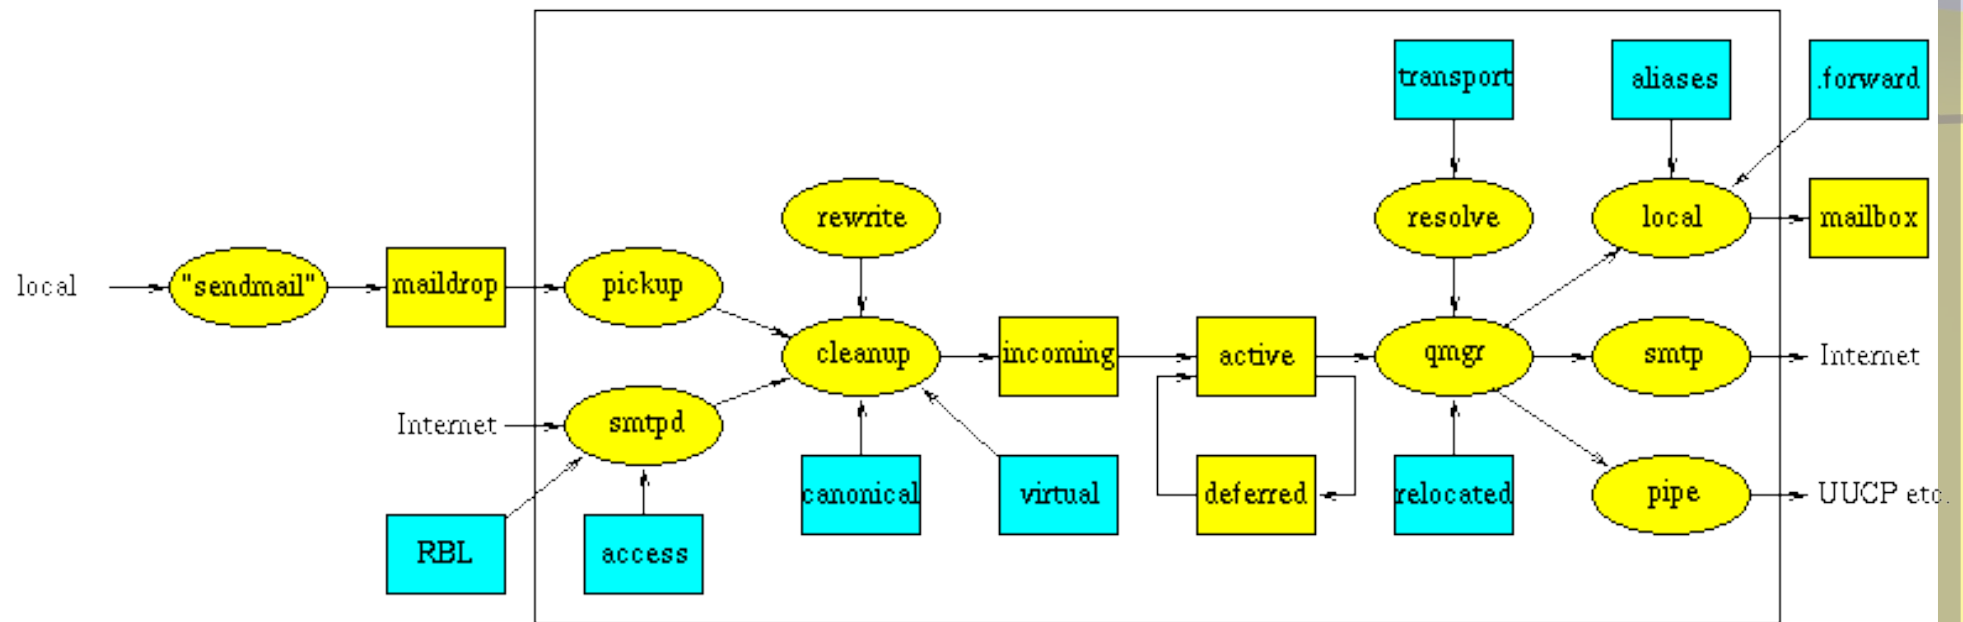 transport
aliases
.forward
rewrite
resolve
local
mailbox
local
"sendmail"
maildrop
pickup
cleanup
incoming
active
qmgr
smtp
Internet
Internet
smtpd
canonical
virtual
deferred
relocated
pipe
UUCP etc.
RBL
access